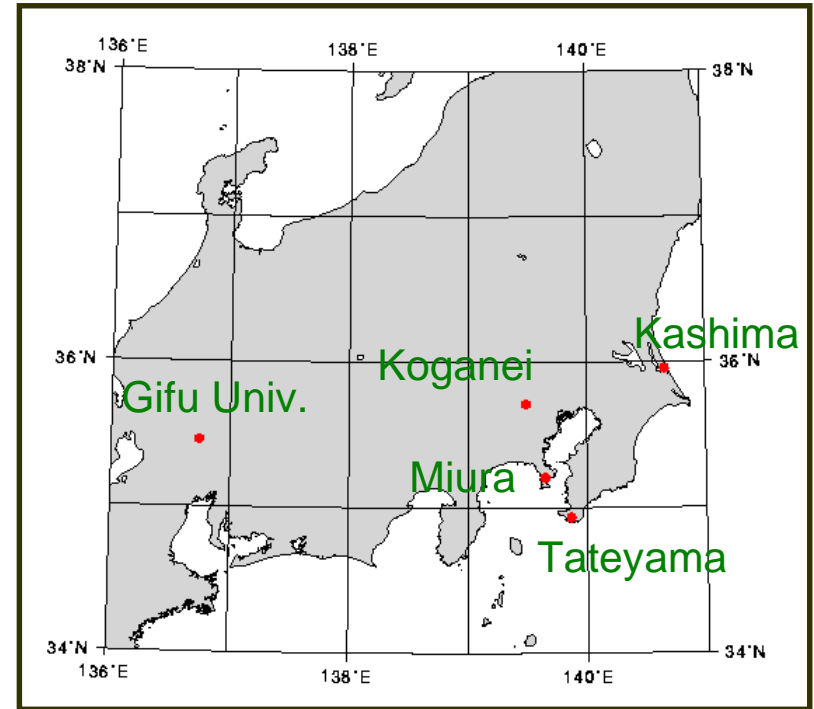 136°E
138°E
140°E
38°N
38°N
Kashima
36°N
36°N
Koganei
Gifu Univ.
Miura
Tateyama
34°N
34°N
136°E
138°E
140°E